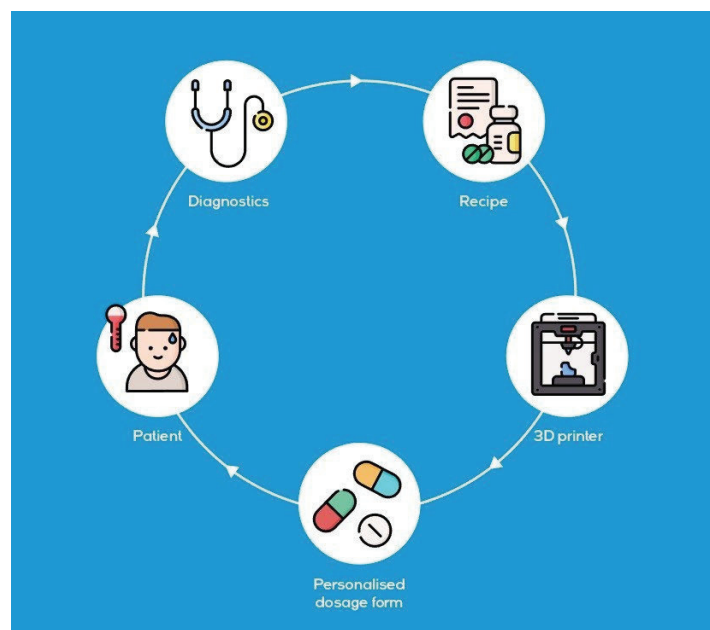 Diagnostics
Recipe
Patient
3D printer
Personalised
dosage form